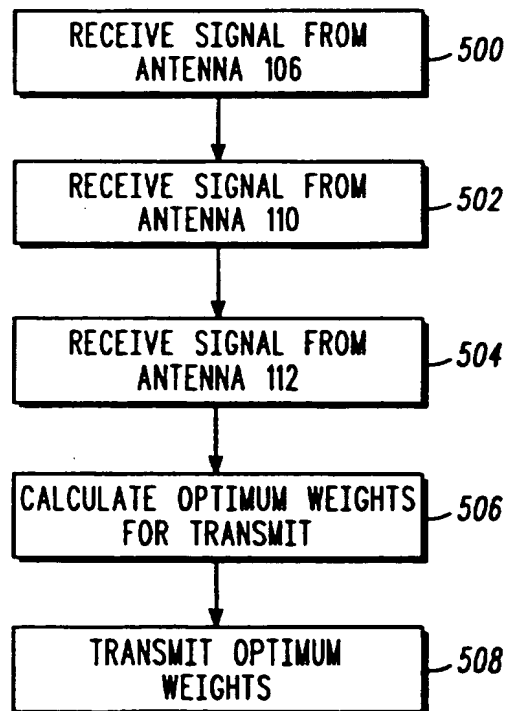 RECEIVE SIGNAL FROM
ANTENNA 106
500
RECEIVE SIGNAL FROM
ANTENNA 110
502
RECEIVE SIGNAL FROM
ANTENNA 112
504
CALCULATE OPTIMUM WEIGHTS
FOR TRANSMIT
506
TRANSMIT OPTIMUM
WEIGHTS
508